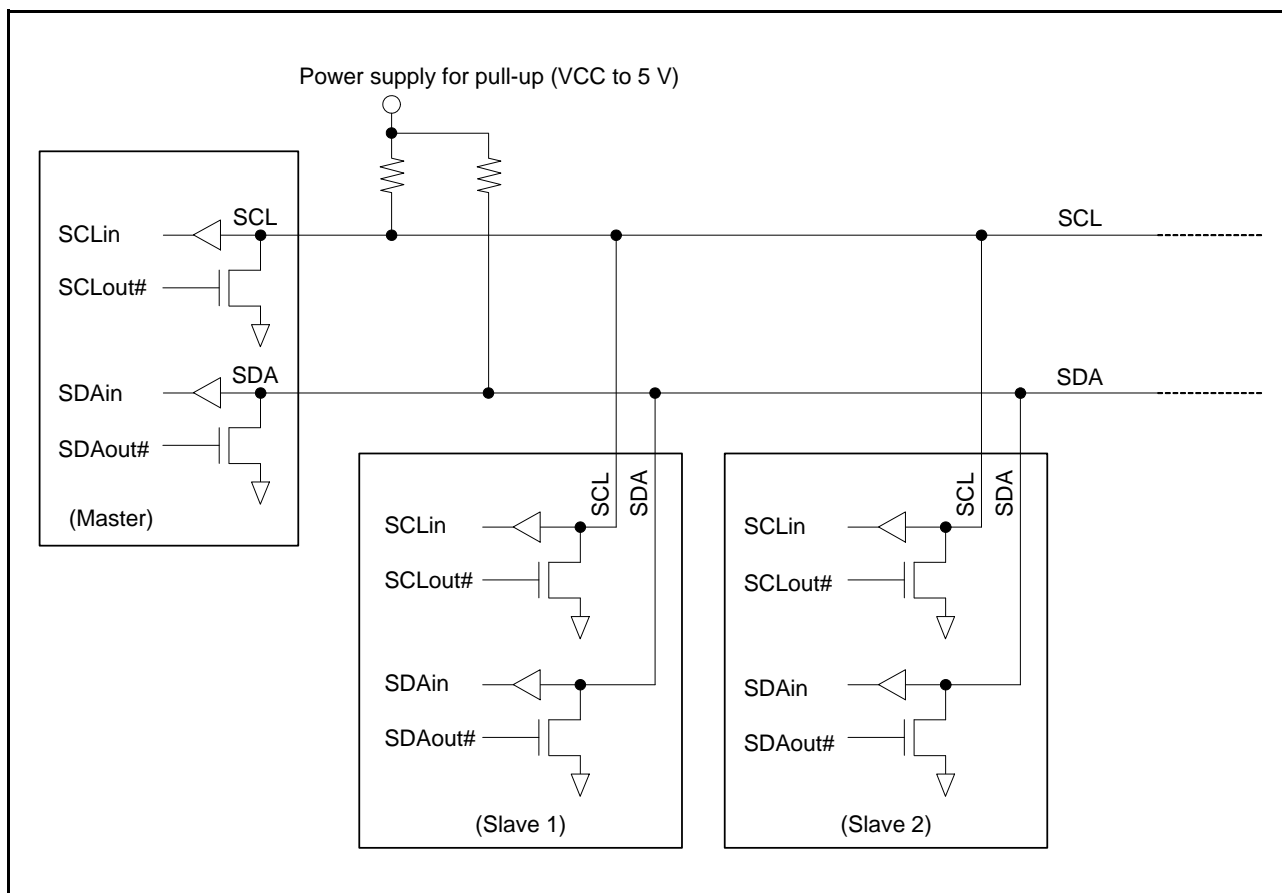 Power supply for pull-up (VCC to 5 V)
SCLin
SCL
SCLout#
SDAin
SDA
SDAout#
(Master)
SCL
SDA
SCL
SDA
SCLin
SCLout#
SDAin
SDAout#
(Slave 1)
SCL
SDA
SCLin
SCLout#
SDAin
SDAout#
(Slave 2)